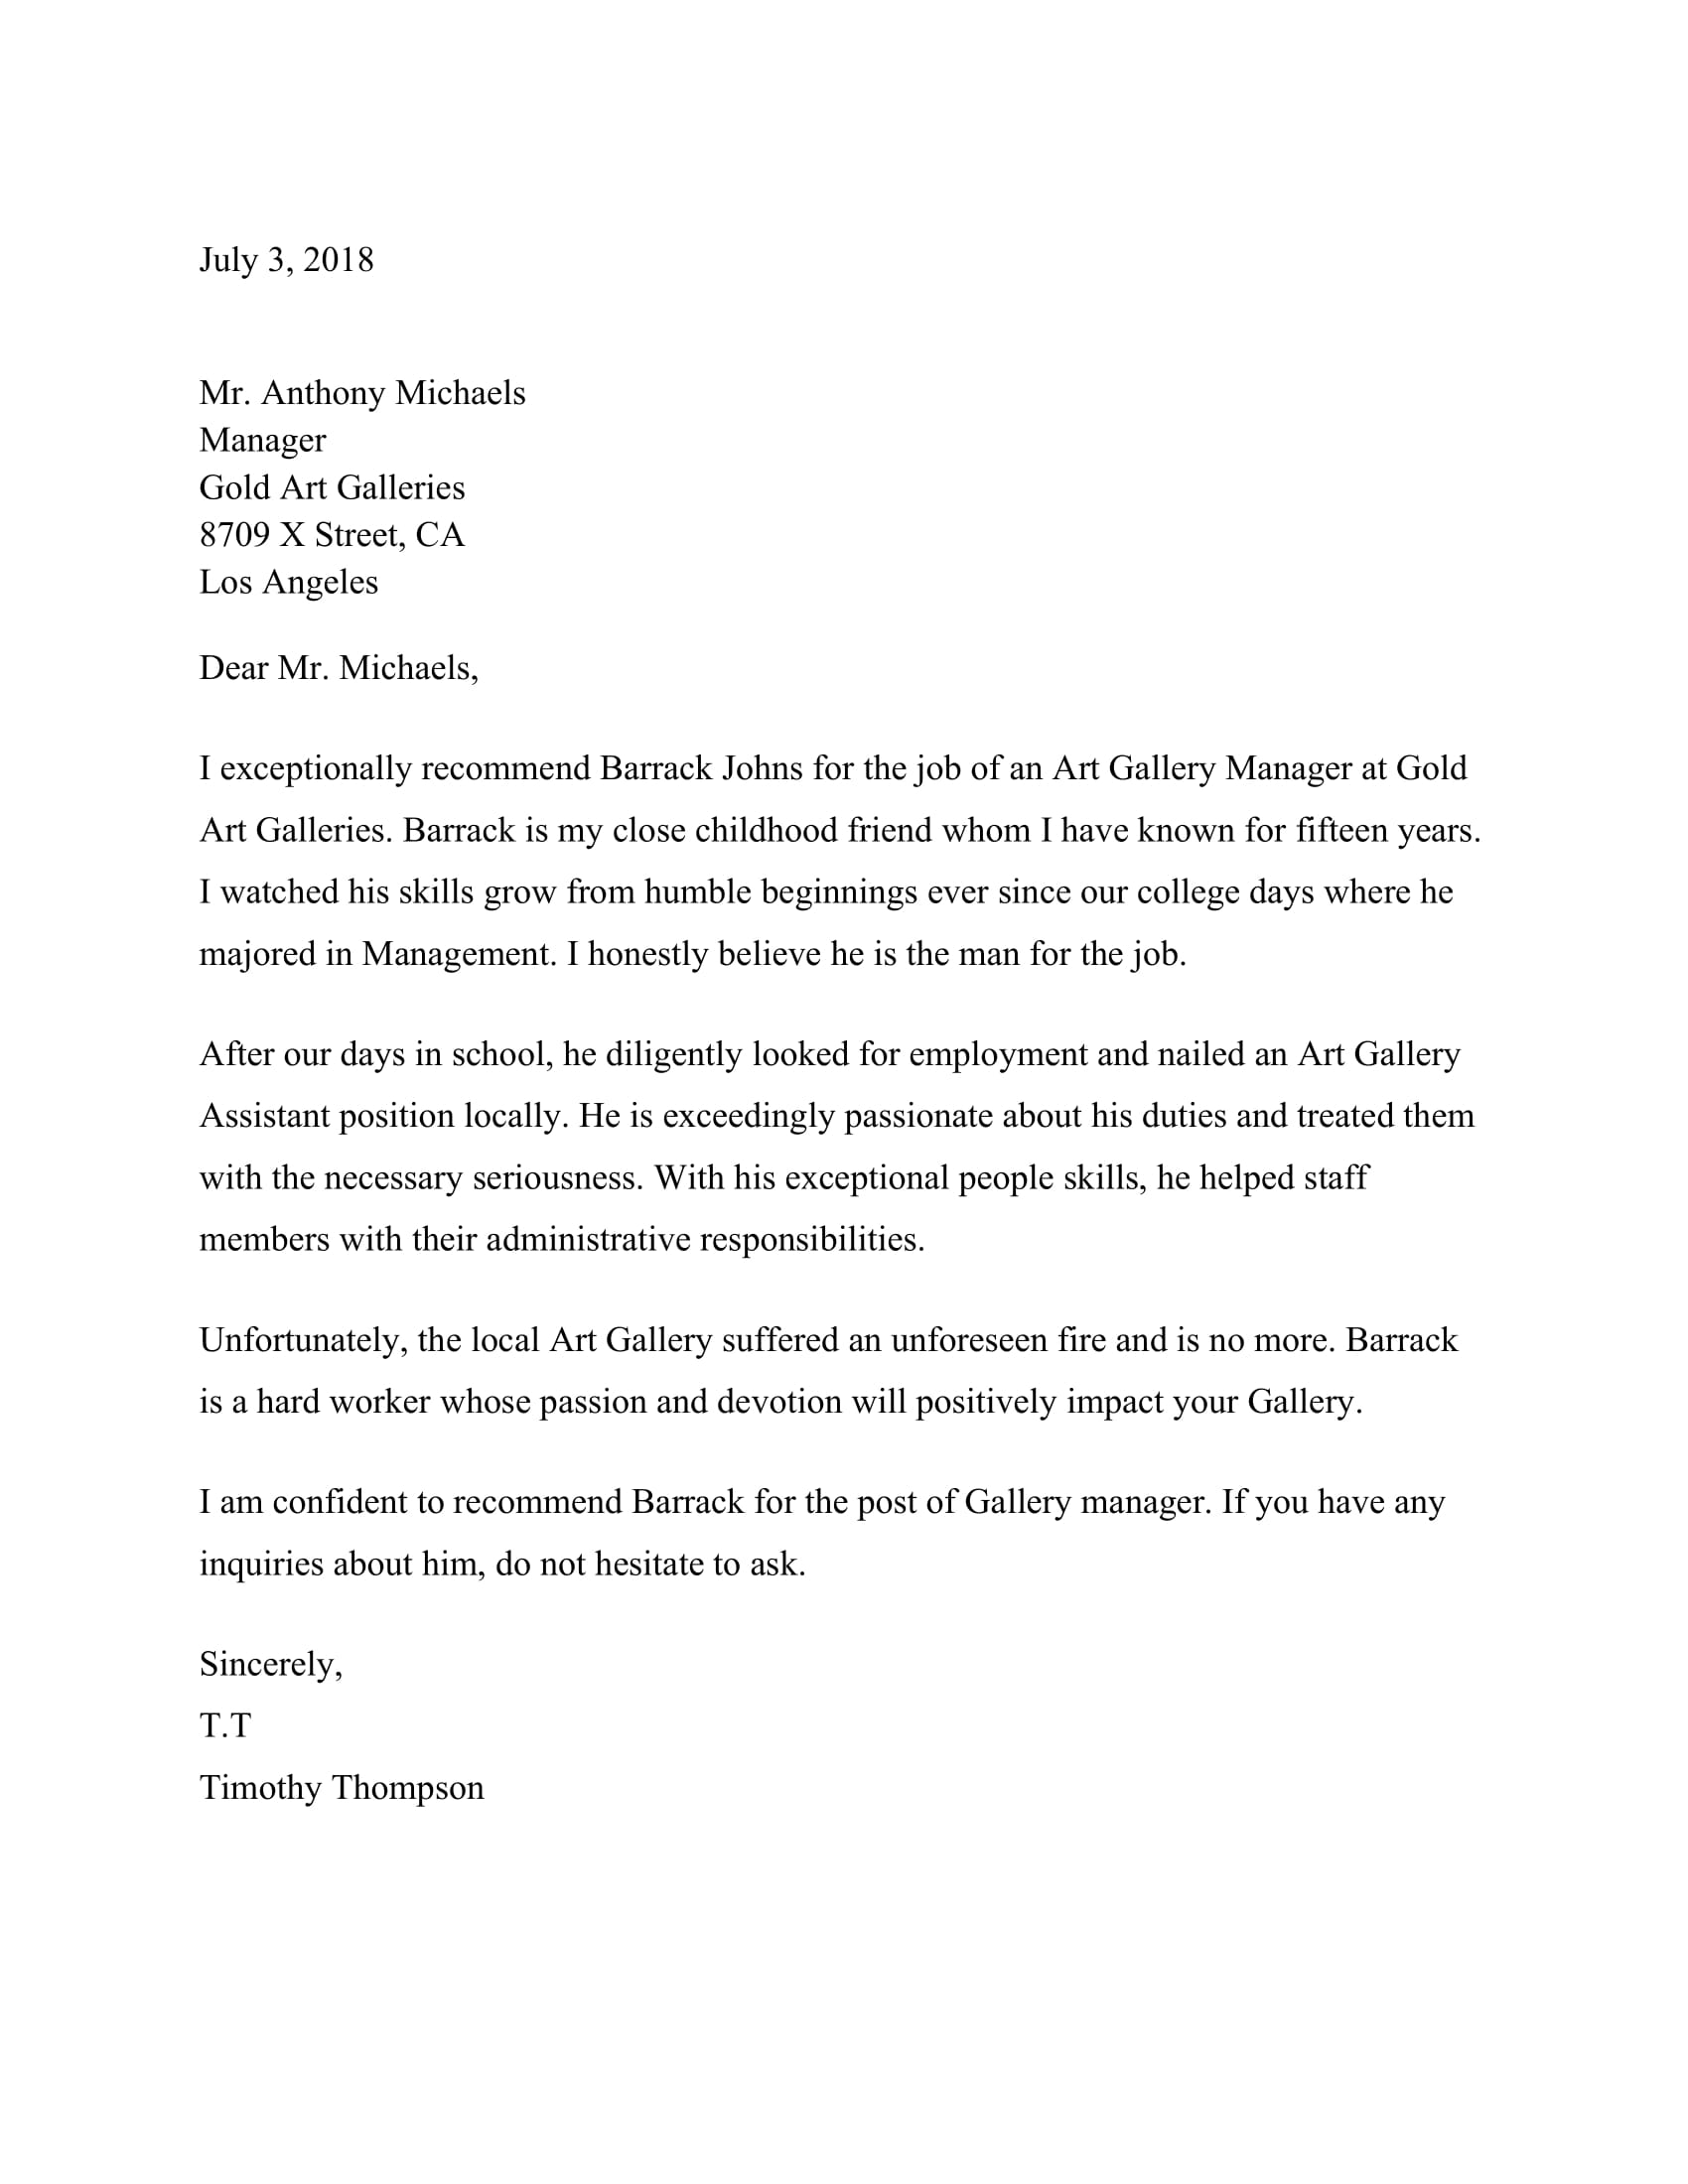 July 3, 2018
Mr. Anthony Michaels
Manager
Gold Art Galleries
8709 X Street, CA
Los Angeles
Dear Mr. Michaels,
I exceptionally recommend Barrack Johns for the job of an Art Gallery Manager at Gold
Art Galleries. Barrack is my close childhood friend whom I have known for fifteen years.
I watched his skills grow from humble beginnings ever since our college days where he
majored in Management. I honestly believe he is the man for the job.
After our days in school, he diligently looked for employment and nailed an Art Gallery
Assistant position locally. He is exceedingly passionate about his duties and treated them
with the necessary seriousness. With his exceptional people skills, he helped staff
members with their administrative responsibilities.
Unfortunately, the local Art Gallery suffered an unforeseen fire and is no more. Barrack
is a hard worker whose passion and devotion will positively impact your Gallery.
I am confident to recommend Barrack for the post of Gallery manager. If you have any
inquiries about him, do not hesitate to ask.
Sincerely,
T.T
Timothy Thompson